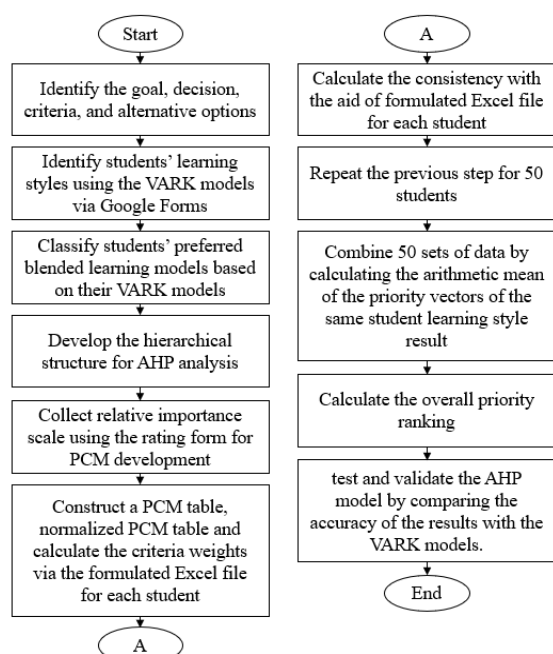 Start
Identify the goal, decision,
criteria, and alternative options
Identify students’ learning
styles using the VARK models
via Google Forms
Classify students’ preferred
blended learning models based
on their VARK models
Develop the hierarchical
structure for AHP analysis
Collect relative importance
scale using the rating form for
PCM development
Construct a PCM table,
normalized PCM table and
calculate the criteria weights
via the formulated Excel file
for each student
A
A
Calculate the consistency with
the aid of formulated Excel file
for each student
Repeat the previous step for 50
students
Combine 50 sets of data by
calculating the arithmetic mean
of the priority vectors of the
same student learning style
result
Calculate the overall priority
ranking
test and validate the AHP
model by comparing the
accuracy of the results with the
VARK models.
End